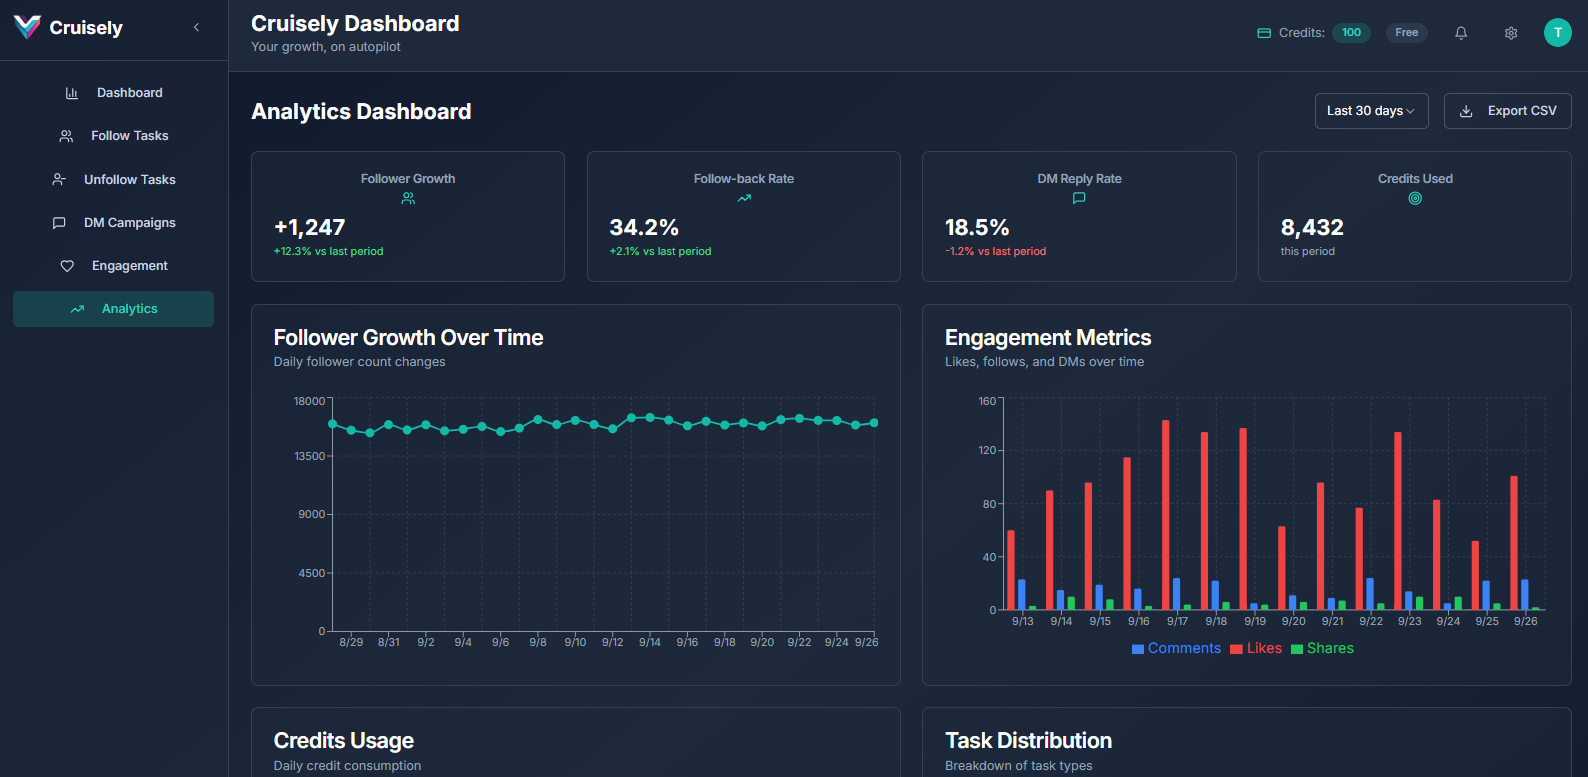 Cruisely
Dashboard
Follow Tasks
Unfollow Tasks
DM Campaigns
Engagement
Analytics
Cruisely Dashboard
Your growth, on autopilot
Credits: 100 Free T
Analytics Dashboard
Last 30 days
Export CSV
Follower Growth
+1,247
+12.3% vs last period
Follow-back Rate
34.2%
+2.1% vs last period
DM Reply Rate
18.5%
-1.2% vs last period
Credits Used
8,432
this period
Follower Growth Over Time
Daily follower count changes
18000
13500
9000
4500
0
8/29 8/31 9/2 9/4 9/6 9/8 9/10 9/12 9/14 9/16 9/18 9/20 9/22 9/24 9/26
Engagement Metrics
Likes, follows, and DMs over time
160
120
80
40
0
9/13 9/14 9/15 9/16 9/17 9/18 9/19 9/20 9/21 9/22 9/23 9/24 9/25 9/26
Comments Likes Shares
Credits Usage
Daily credit consumption
Task Distribution
Breakdown of task types